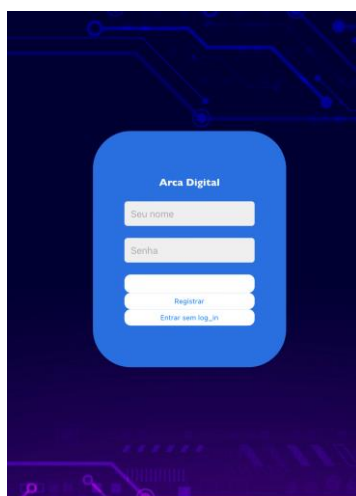 Arca Digital
Seu nome
Senha
Registrar
Entrar sem log_in